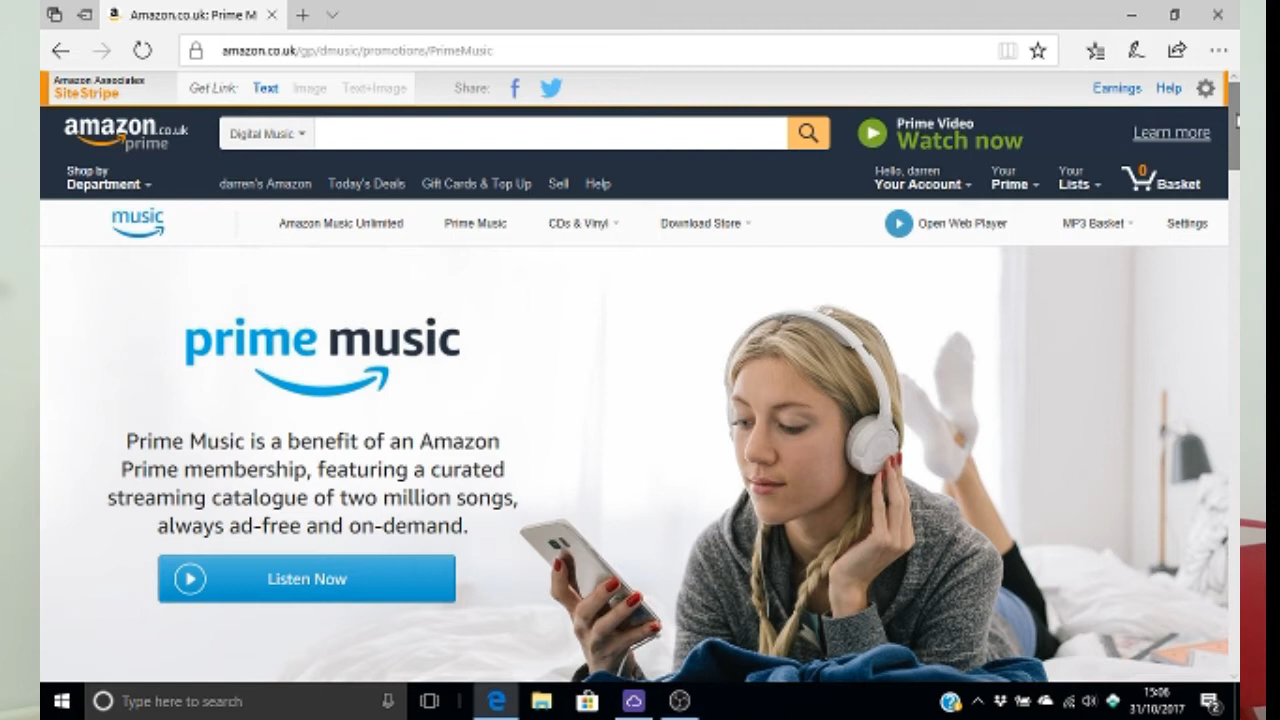 Amazon.co.uk: Prime M
amazon.co.uk/gp/dmusic/promotions/PrimeMusic
Amazon Associates
SiteStripe
Get Link: Text Image Text+Image Share:
Earnings Help
amazon.co.uk
prime
Digital Music
Prime Video
Watch now
Learn more
Shop by
Department
darren's Amazon Today's Deals Gift Cards & Top Up Sell Help
Hello, darren
Your Account
Your
Prime
Your
Lists
0
Basket
music
Amazon Music Unlimited Prime Music CDs & Vinyl Download Store Open Web Player MP3 Basket Settings
prime music
Prime Music is a benefit of an Amazon
Prime membership, featuring a curated
streaming catalogue of two million songs,
always ad-free and on-demand.
Listen Now
Type here to search
15:06
31/10/2017
2